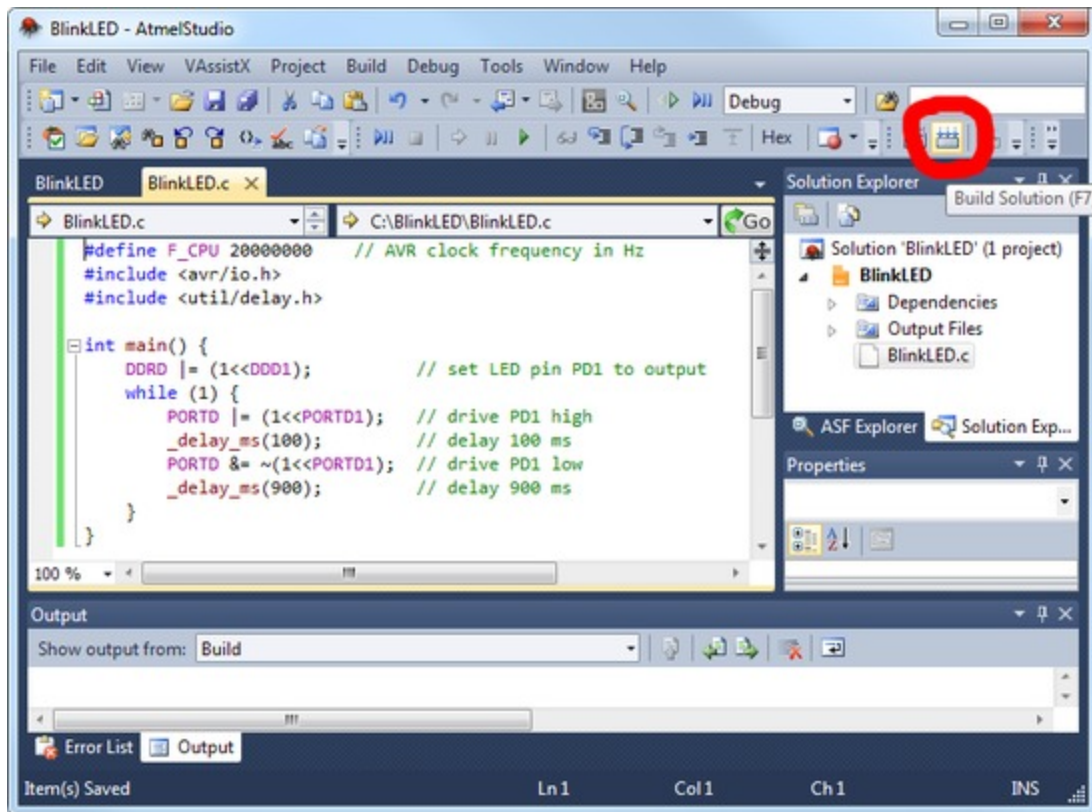 BlinkLED - AtmelStudio
File Edit View VAssistX Project Build Debug Tools Window Help
Debug
Hex
BlinkLED BlinkLED.c
Solution Explorer
Build Solution (F7
BlinkLED.c C:\BlinkLED\BlinkLED.c Go
#define F_CPU 20000000 // AVR clock frequency in Hz
#include <avr/io.h>
#include <util/delay.h>
int main() {
DDRD |= (1<<DDD1); // set LED pin PD1 to output
while (1) {
PORTD |= (1<<PORTD1); // drive PD1 high
_delay_ms(100); // delay 100 ms
PORTD &= ~(1<<PORTD1); // drive PD1 low
_delay_ms(900); // delay 900 ms
}
}
100 %
Solution 'BlinkLED' (1 project)
BlinkLED
Dependencies
Output Files
BlinkLED.c
ASF Explorer Solution Exp...
Properties
Output
Show output from: Build
Error List Output
Item(s) Saved Ln 1 Col 1 Ch 1 INS